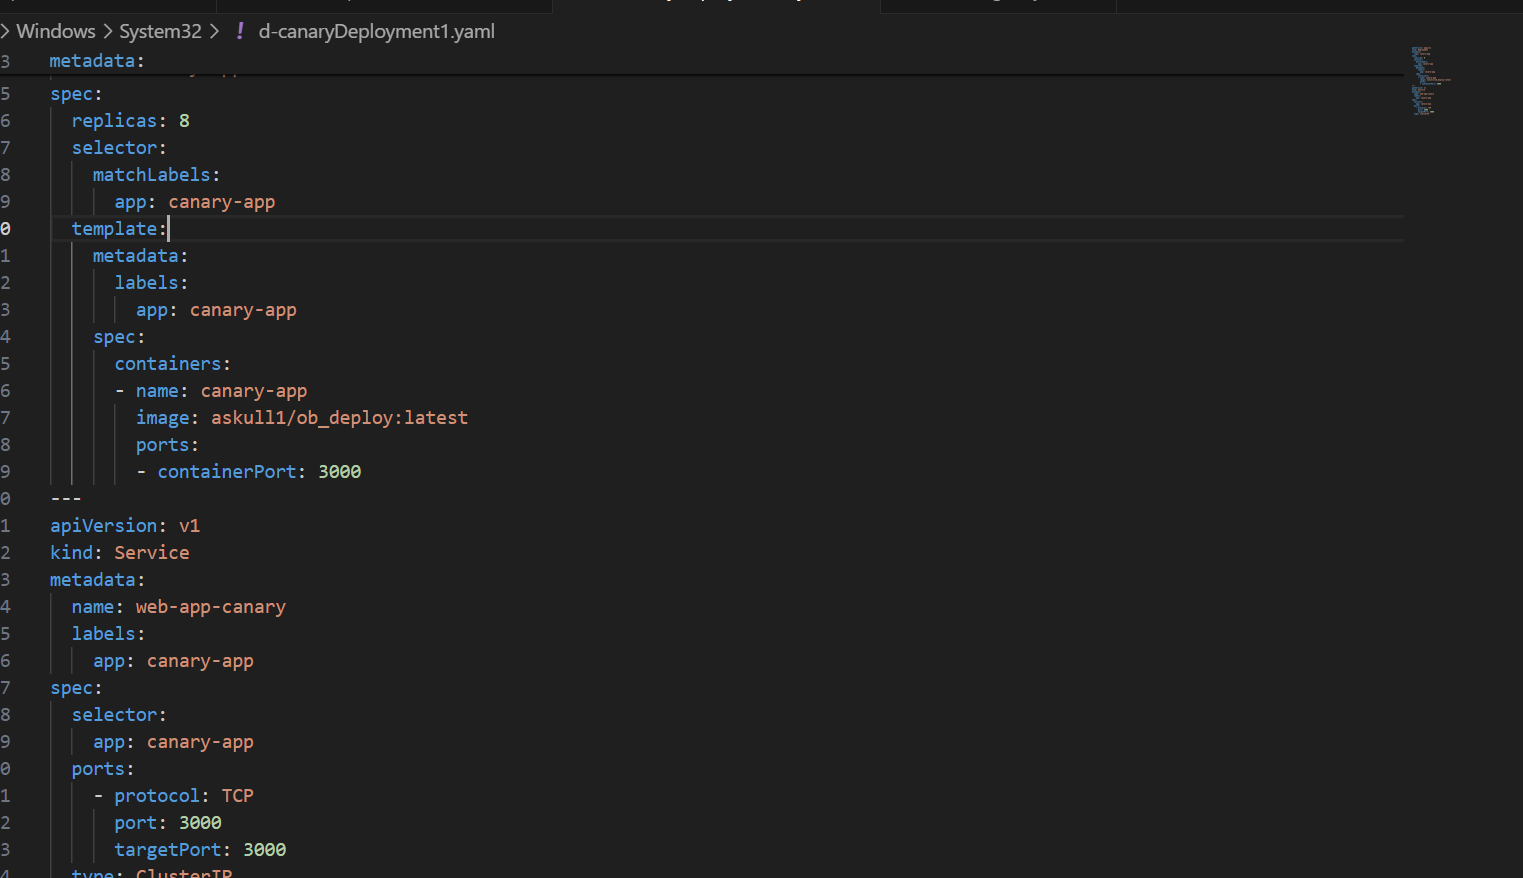 > Windows > System32 > ! d-canaryDeployment1.yaml
3 metadata:
5 spec:
6   replicas: 8
7   selector:
8     matchLabels:
9       app: canary-app
0   template:
1     metadata:
2       labels:
3         app: canary-app
4     spec:
5       containers:
6       - name: canary-app
7         image: askull1/ob_deploy:latest
8         ports:
9         - containerPort: 3000
0 ---
1 apiVersion: v1
2 kind: Service
3 metadata:
4   name: web-app-canary
5   labels:
6     app: canary-app
7 spec:
8   selector:
9     app: canary-app
0   ports:
1     - protocol: TCP
2       port: 3000
3       targetPort: 3000
4   type: ClusterIP